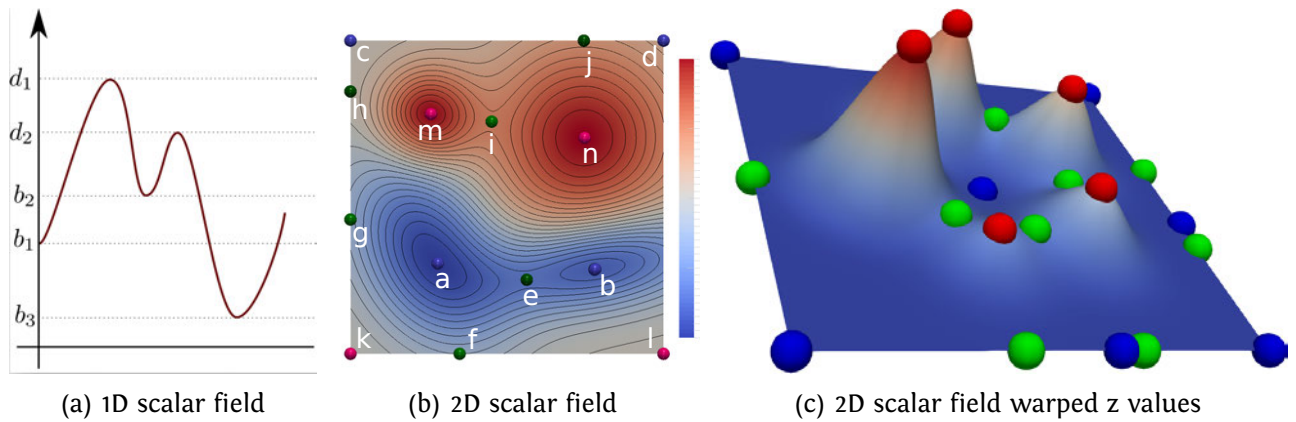 d₁
d₂
b₂
b₁
b₃
c
d
j
h
m
i
n
g
a
e
b
k
f
l
(a) 1D scalar field
(b) 2D scalar field
(c) 2D scalar field warped z values